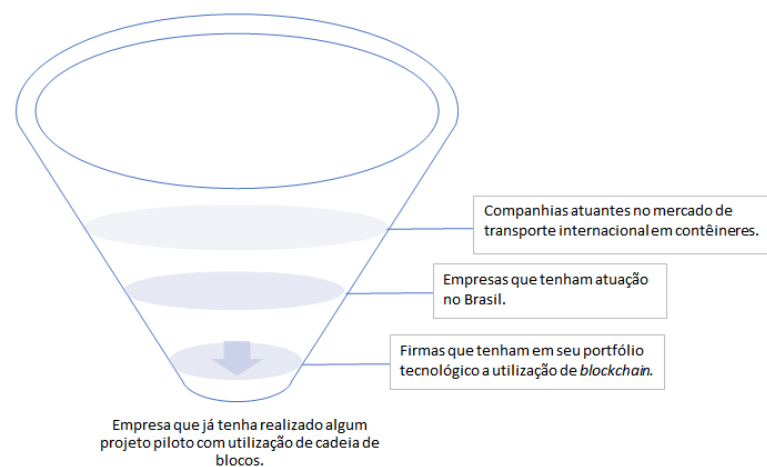 Companhias atuantes no mercado de
transporte internacional em contêineres.
Empresas que tenham atuação
no Brasil.
Firmas que tenham em seu portfólio
tecnológico a utilização de blockchain.
Empresa que já tenha realizado algum
projeto piloto com utilização de cadeia de
blocos.